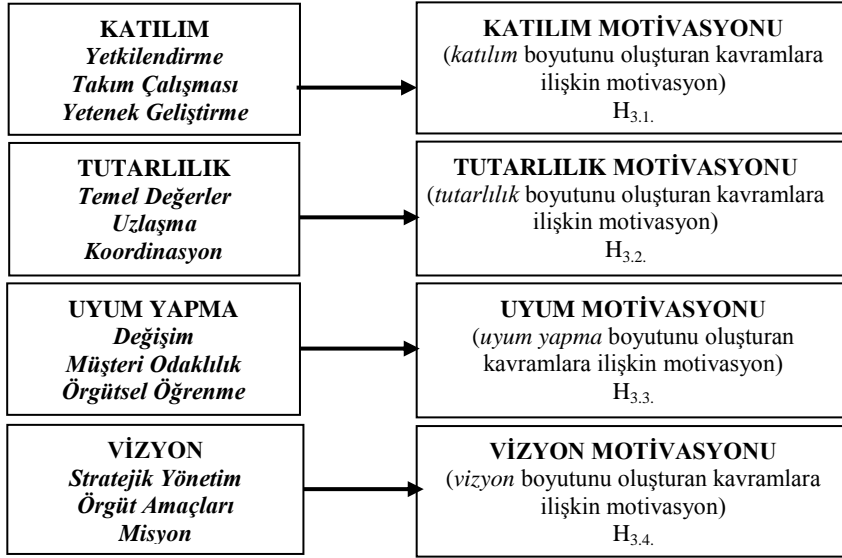 KATILIM
Yetkilendirme
Takım Çalışması
Yetenek Geliştirme
KATILIM MOTİVASYONU
(katılım boyutunu oluşturan kavramlara
ilişkin motivasyon)
H3.1.
TUTARLILIK
Temel Değerler
Uzlaşma
Koordinasyon
TUTARLILIK MOTİVASYONU
(tutarlılık boyutunu oluşturan kavramlara
ilişkin motivasyon)
H3.2.
UYUM YAPMA
Değişim
Müşteri Odaklılık
Örgütsel Öğrenme
UYUM MOTİVASYONU
(uyum yapma boyutunu oluşturan
kavramlara ilişkin motivasyon)
H3.3.
VİZYON
Stratejik Yönetim
Örgüt Amaçları
Misyon
VİZYON MOTİVASYONU
(vizyon boyutunu oluşturan kavramlara
ilişkin motivasyon)
H3.4.